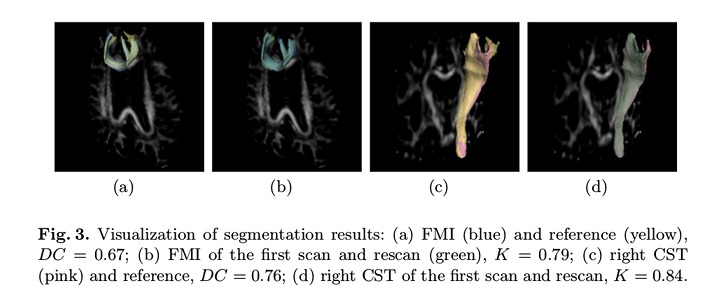 (a) (b) (c) (d)
Fig. 3. Visualization of segmentation results: (a) FMI (blue) and reference (yellow),
DC = 0.67; (b) FMI of the first scan and rescan (green), K = 0.79; (c) right CST
(pink) and reference, DC = 0.76; (d) right CST of the first scan and rescan, K = 0.84.